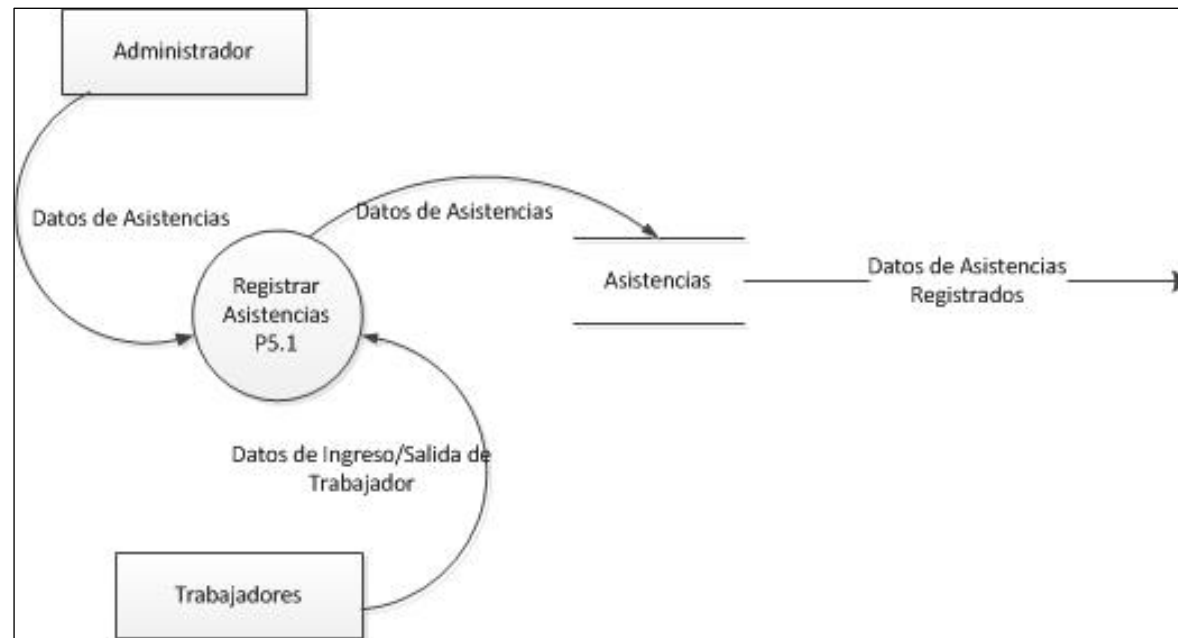 Administrador
Datos de Asistencias
Datos de Asistencias
Registrar
Asistencias
P5.1
Asistencias
Datos de Asistencias
Registrados
Datos de Ingreso/Salida de
Trabajador
Trabajadores